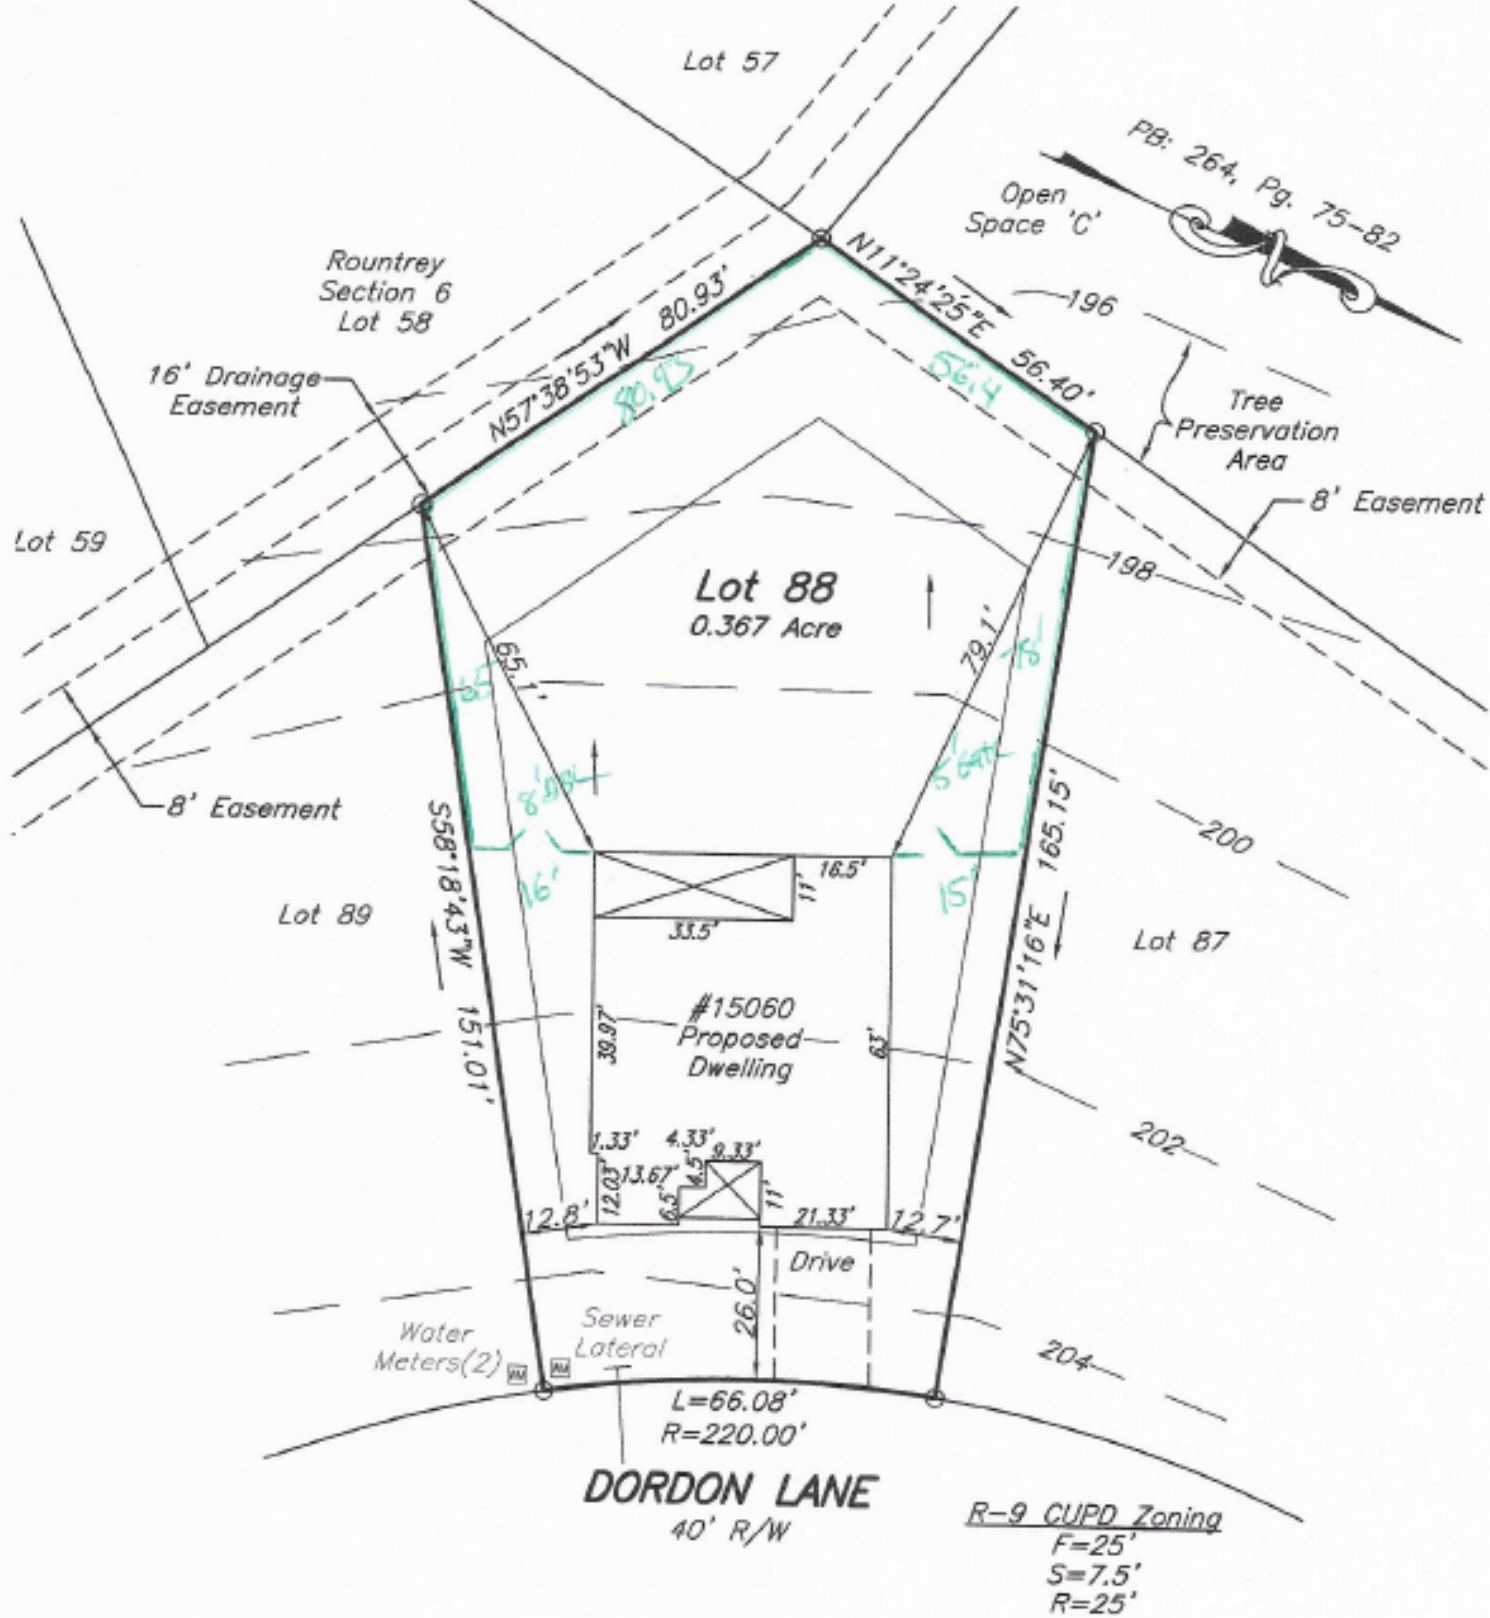 Lot 57
PB: 264, Pg. 75-82
Open
Space 'C'
Rountrey
Section 6
Lot 58
N57°38'53"W 80.93'
80.93
N11°24'25"E 56.40'
56.4
196
16' Drainage
Easement
Tree
Preservation
Area
8' Easement
Lot 59
Lot 88
0.367 Acre
198
65.1'
65
79.1'
8' DBL
5' Gate
8' Easement
200
S58°18'43"W 151.01'
N75°31'16"E 165.15'
16'
15'
16.5'
11'
33.5'
Lot 89
Lot 87
#15060
Proposed
Dwelling
39.97'
63'
202
1.33'
4.33'
9.33'
13.67'
4.5'
12.03'
6.5'
11'
12.8'
21.33'
12.7'
Drive
26.0'
Water
Meters(2)
WM
WM
Sewer
Lateral
204
L=66.08'
R=220.00'
DORDON LANE
40' R/W
R-9 CUPD Zoning
F=25'
S=7.5'
R=25'